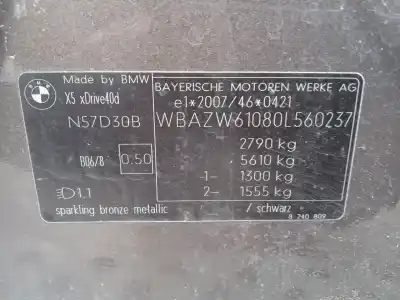 BMW
Made by BMW
X5 xDrive40d
N57D30B
B06/8 0.50
1.1
sparkling bronze metallic
BAYERISCHE MOTOREN WERKE AG
e1*2007/46*0421
WBAZW61080L560237
2790 kg
5610 kg
-1- 1300 kg
2- 1555 kg
/ schwarz
8 240 809